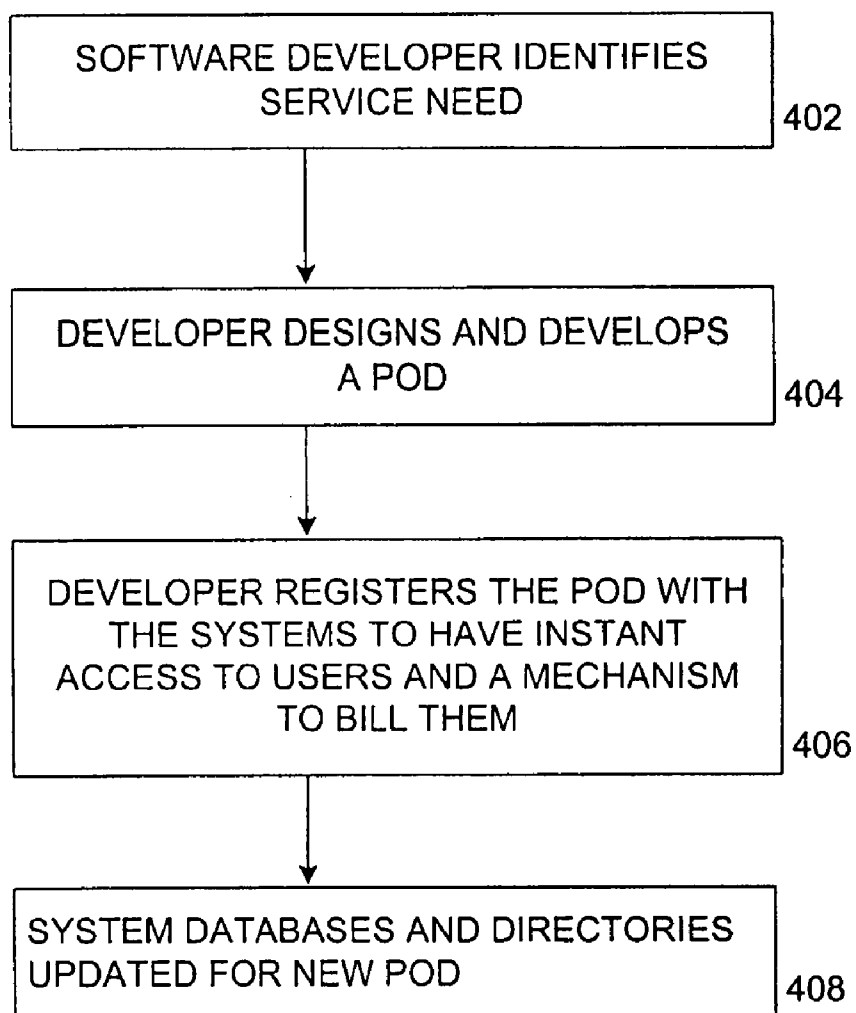 SOFTWARE DEVELOPER IDENTIFIES
SERVICE NEED
402
DEVELOPER DESIGNS AND DEVELOPS
A POD
404
DEVELOPER REGISTERS THE POD WITH
THE SYSTEMS TO HAVE INSTANT
ACCESS TO USERS AND A MECHANISM
TO BILL THEM
406
SYSTEM DATABASES AND DIRECTORIES
UPDATED FOR NEW POD
408